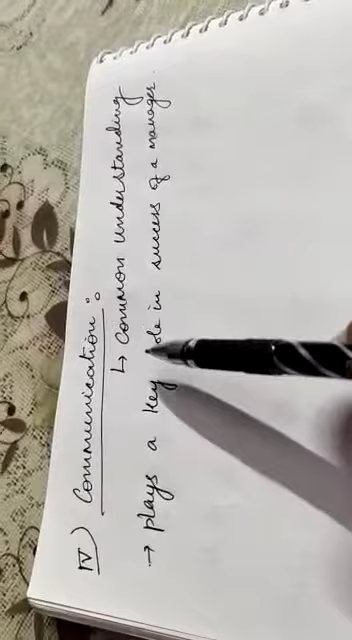 IV) Communication :
↳ Common understanding
→ plays a key role in success of a manager.